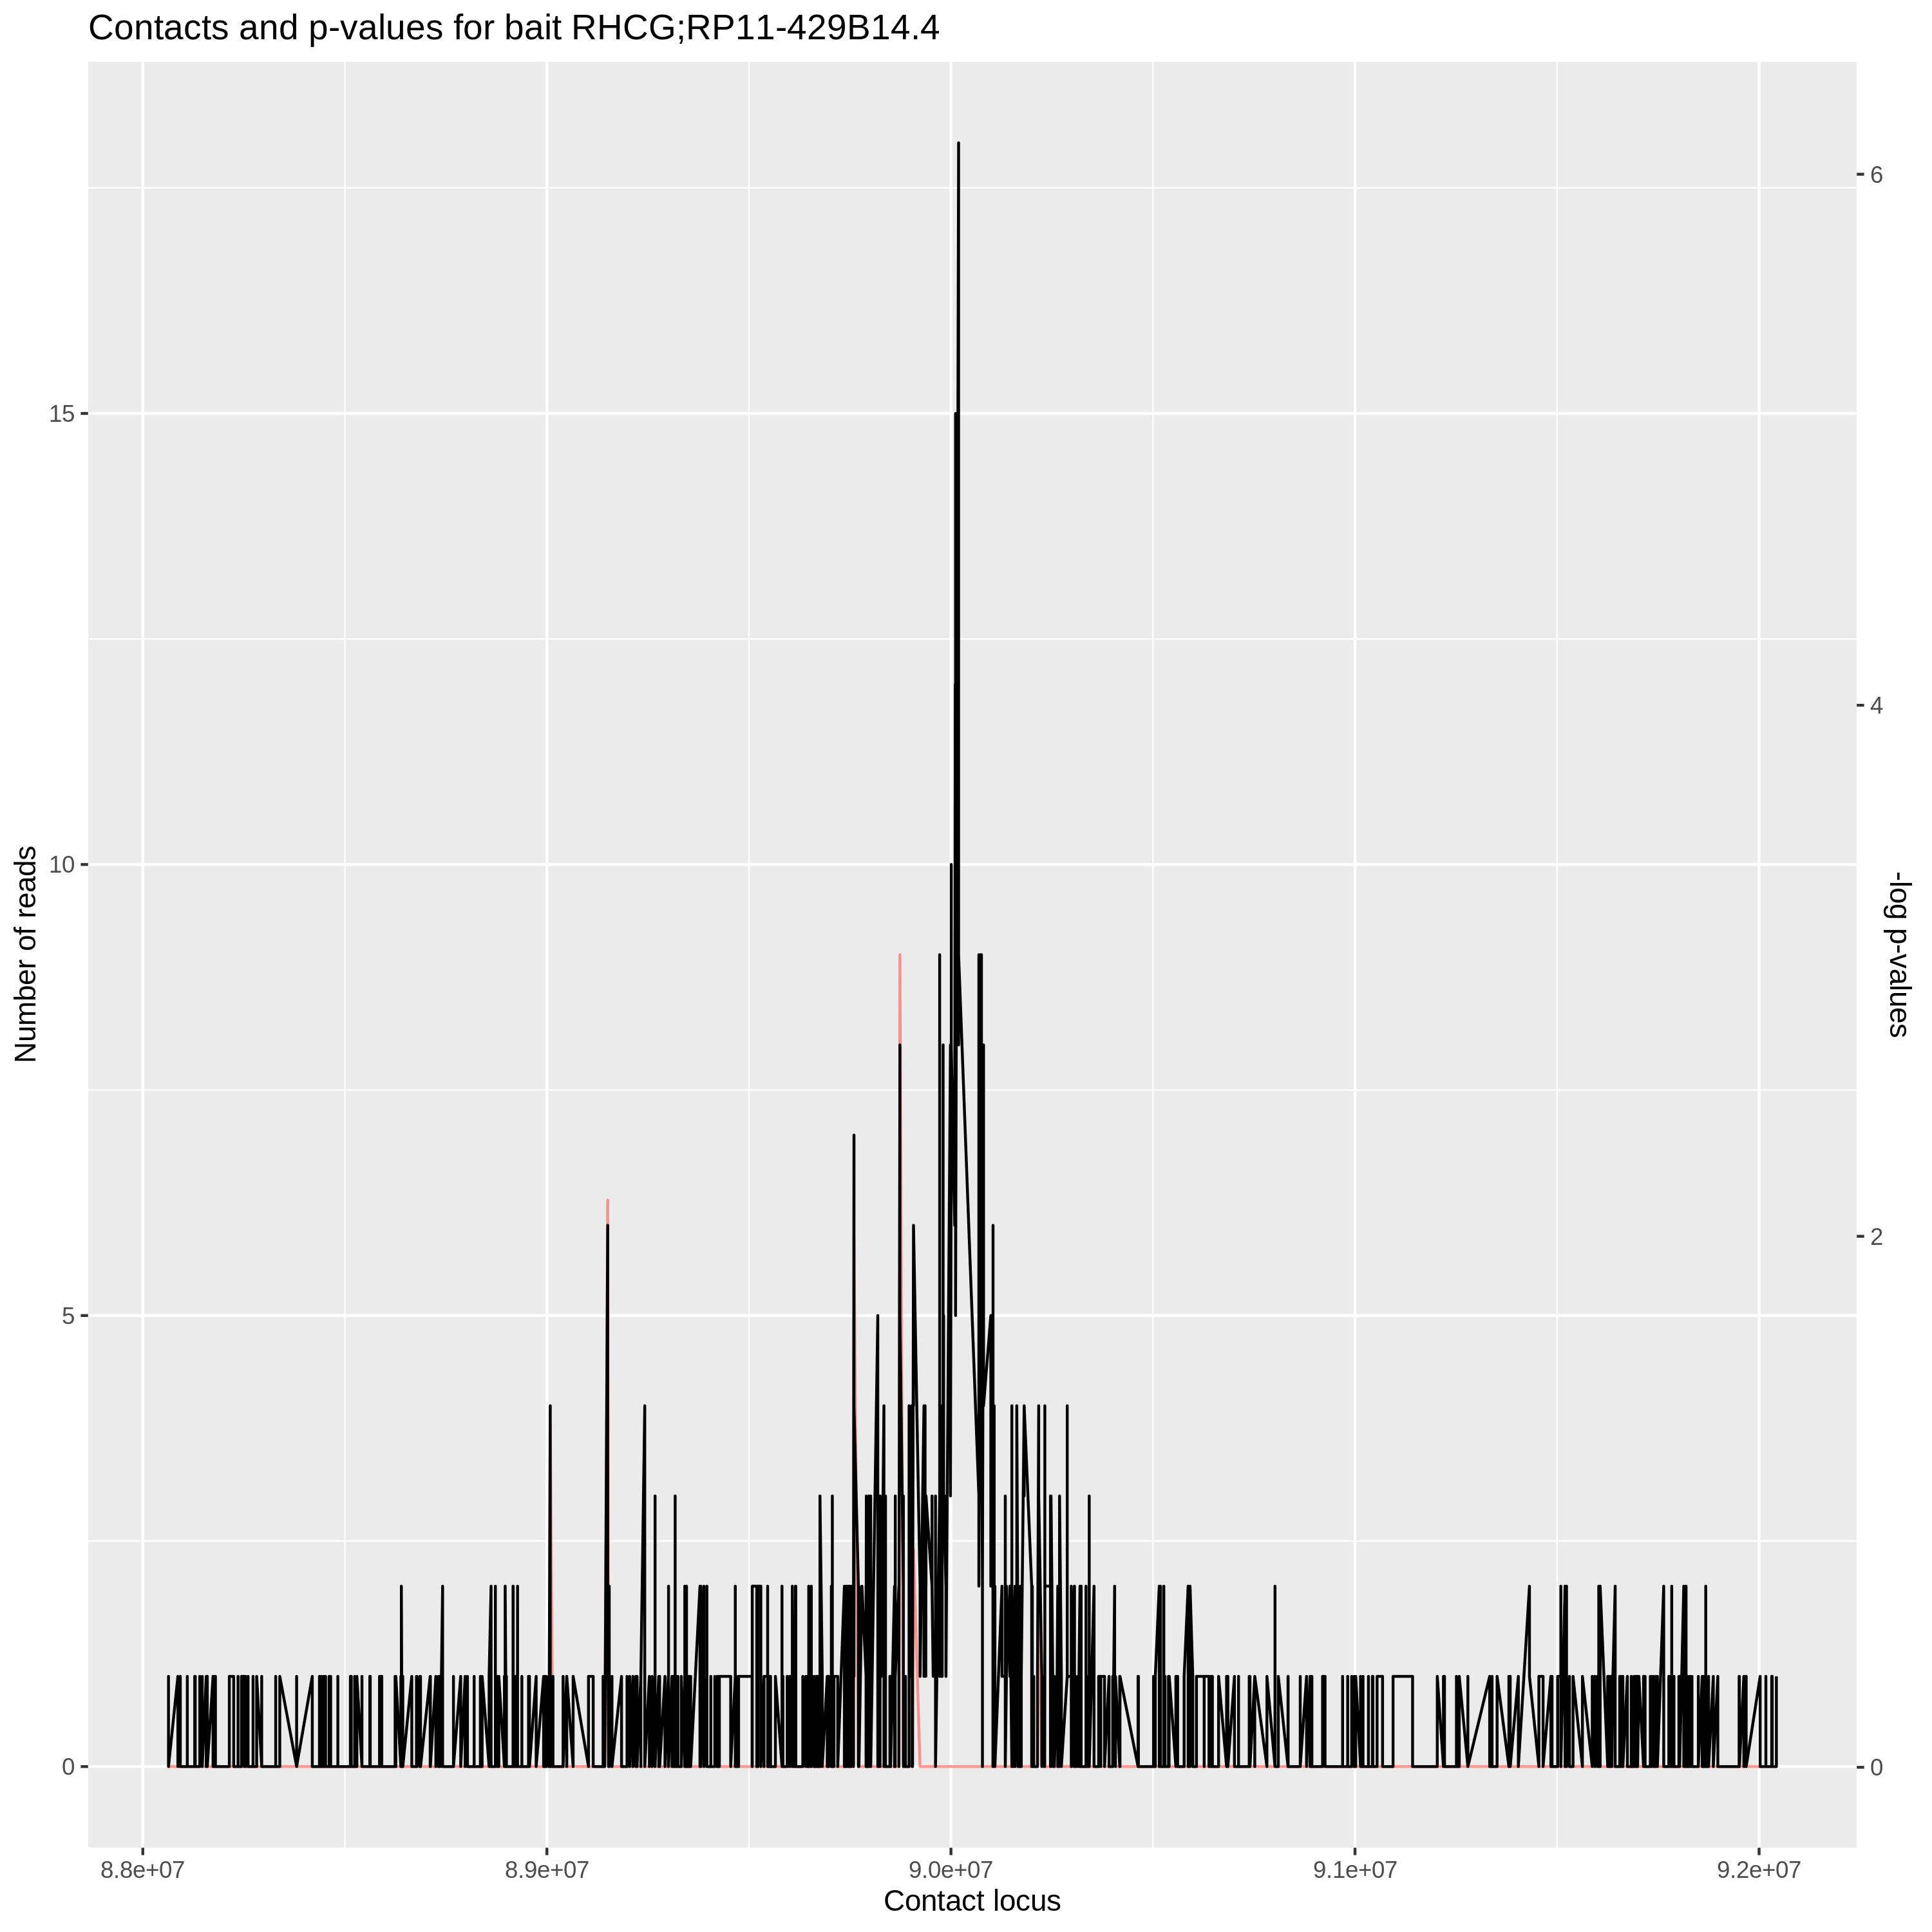 Contacts and p-values for bait RHCG;RP11-429B14.4
Number of reads
15
10
5
0
6
4
2
0
-log p-values
8.8e+07 8.9e+07 9.0e+07 9.1e+07 9.2e+07
Contact locus